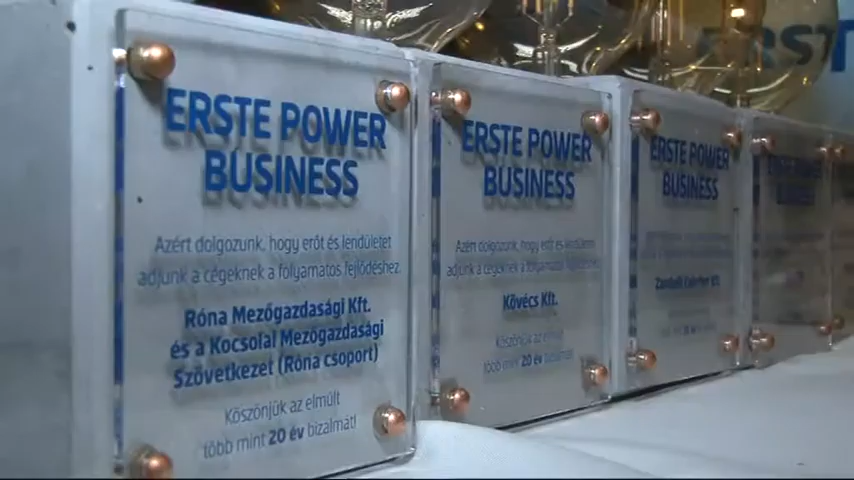 ERSTE POWER
BUSINESS
Azért dolgozunk, hogy erőt és lendületet
adjunk a cégeknek a folyamatos fejlődéshez.
Róna Mezőgazdasági Kft.
és a Kocsolai Mezőgazdasági
Szövetkezet (Róna csoport)
Köszönjük az elmúlt
több mint 20 év bizalmát!
ERSTE POWER
BUSINESS
Azért dolgozunk, hogy erőt és lendületet
adjunk a cégeknek a folyamatos fejlődéshez.
Kövécs Kft.
Köszönjük az elmúlt
több mint 20 év bizalmát!
ERSTE POWER
BUSINESS
ERSTE POWER
BUSINESS
ERSTE